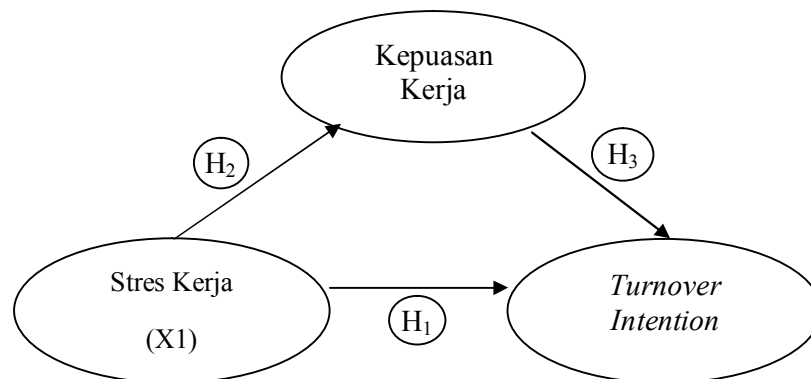 Kepuasan
Kerja
H₂
H₃
Stres Kerja
(X1)
H₁
Turnover
Intention